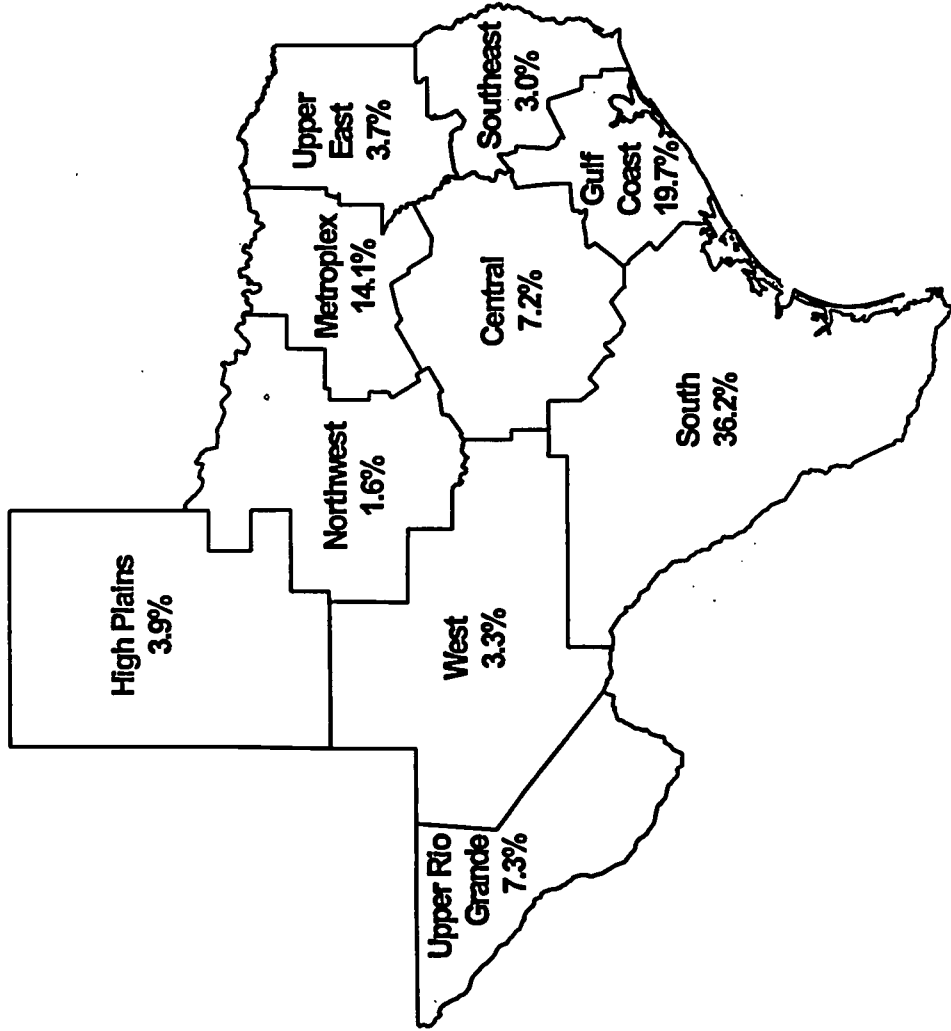 High Plains
3.9%
Northwest
1.6%
Metroplex
14.1%
Upper
East
3.7%
Upper Rio
Grande
7.3%
West
3.3%
Central
7.2%
Southeast
3.0%
Gulf
Coast
19.7%
South
36.2%